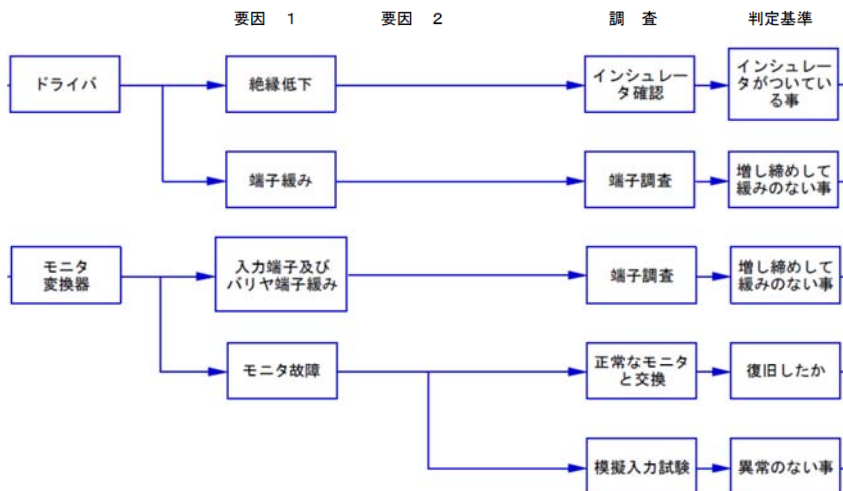 要因　１
要因　２
調　査
判定基準
ドライバ
絶縁低下
インシュレー
タ確認
インシュレー
タがついてい
る事
端子緩み
端子調査
増し締めして
緩みのない事
モニタ
変換器
入力端子及び
バリヤ端子緩み
端子調査
増し締めして
緩みのない事
モニタ故障
正常なモニタ
と交換
復旧したか
模擬入力試験
異常のない事